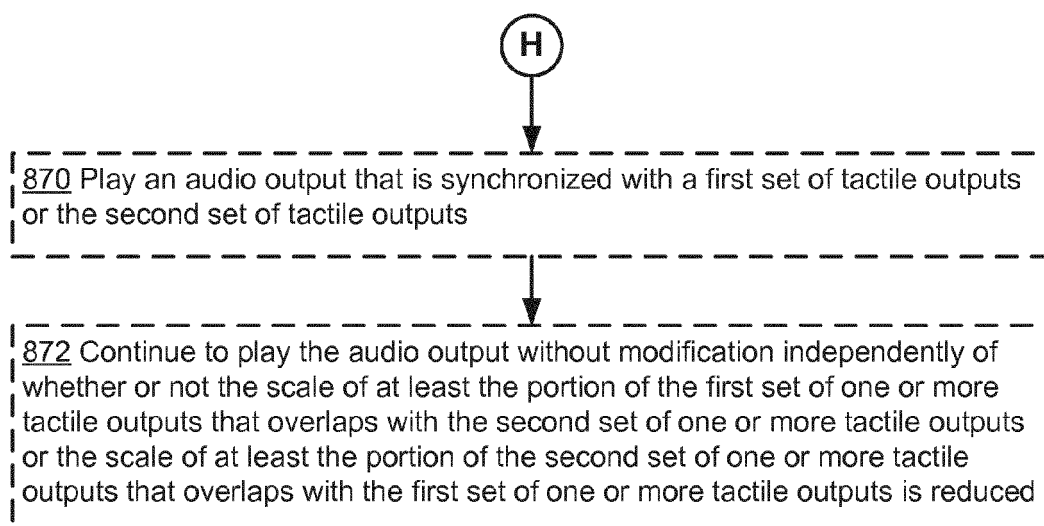 H
870 Play an audio output that is synchronized with a first set of tactile outputs
or the second set of tactile outputs
872 Continue to play the audio output without modification independently of
whether or not the scale of at least the portion of the first set of one or more
tactile outputs that overlaps with the second set of one or more tactile outputs
or the scale of at least the portion of the second set of one or more tactile
outputs that overlaps with the first set of one or more tactile outputs is reduced